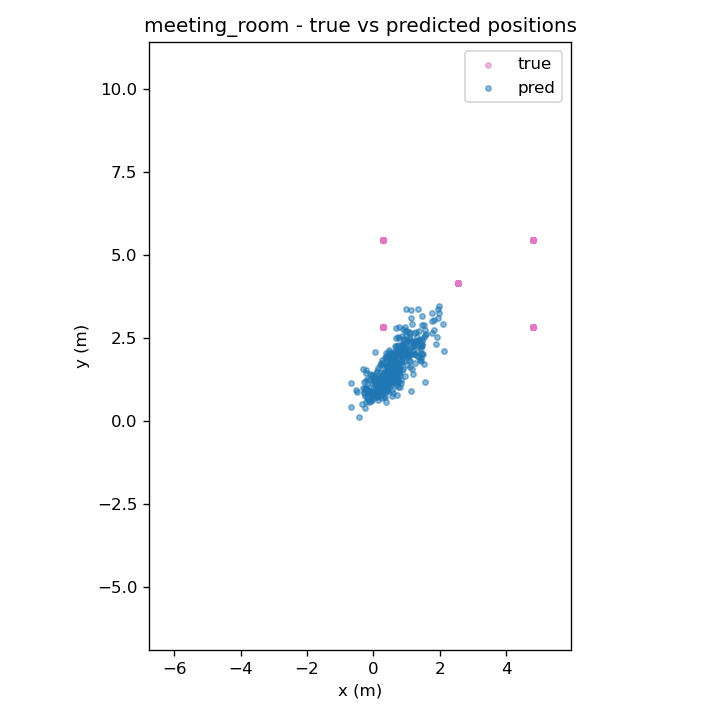 meeting_room - true vs predicted positions
true
pred
10.0
7.5
5.0
2.5
0.0
−2.5
−5.0
y (m)
−6
−4
−2
0
2
4
x (m)